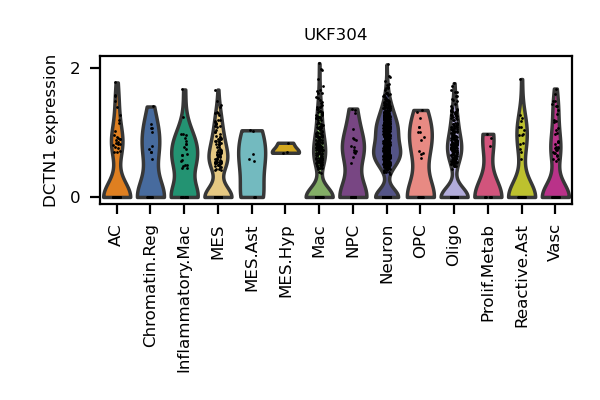 UKF304
DCTN1 expression
2
0
AC
Chromatin.Reg
Inflammatory.Mac
MES
MES.Ast
MES.Hyp
Mac
NPC
Neuron
OPC
Oligo
Prolif.Metab
Reactive.Ast
Vasc